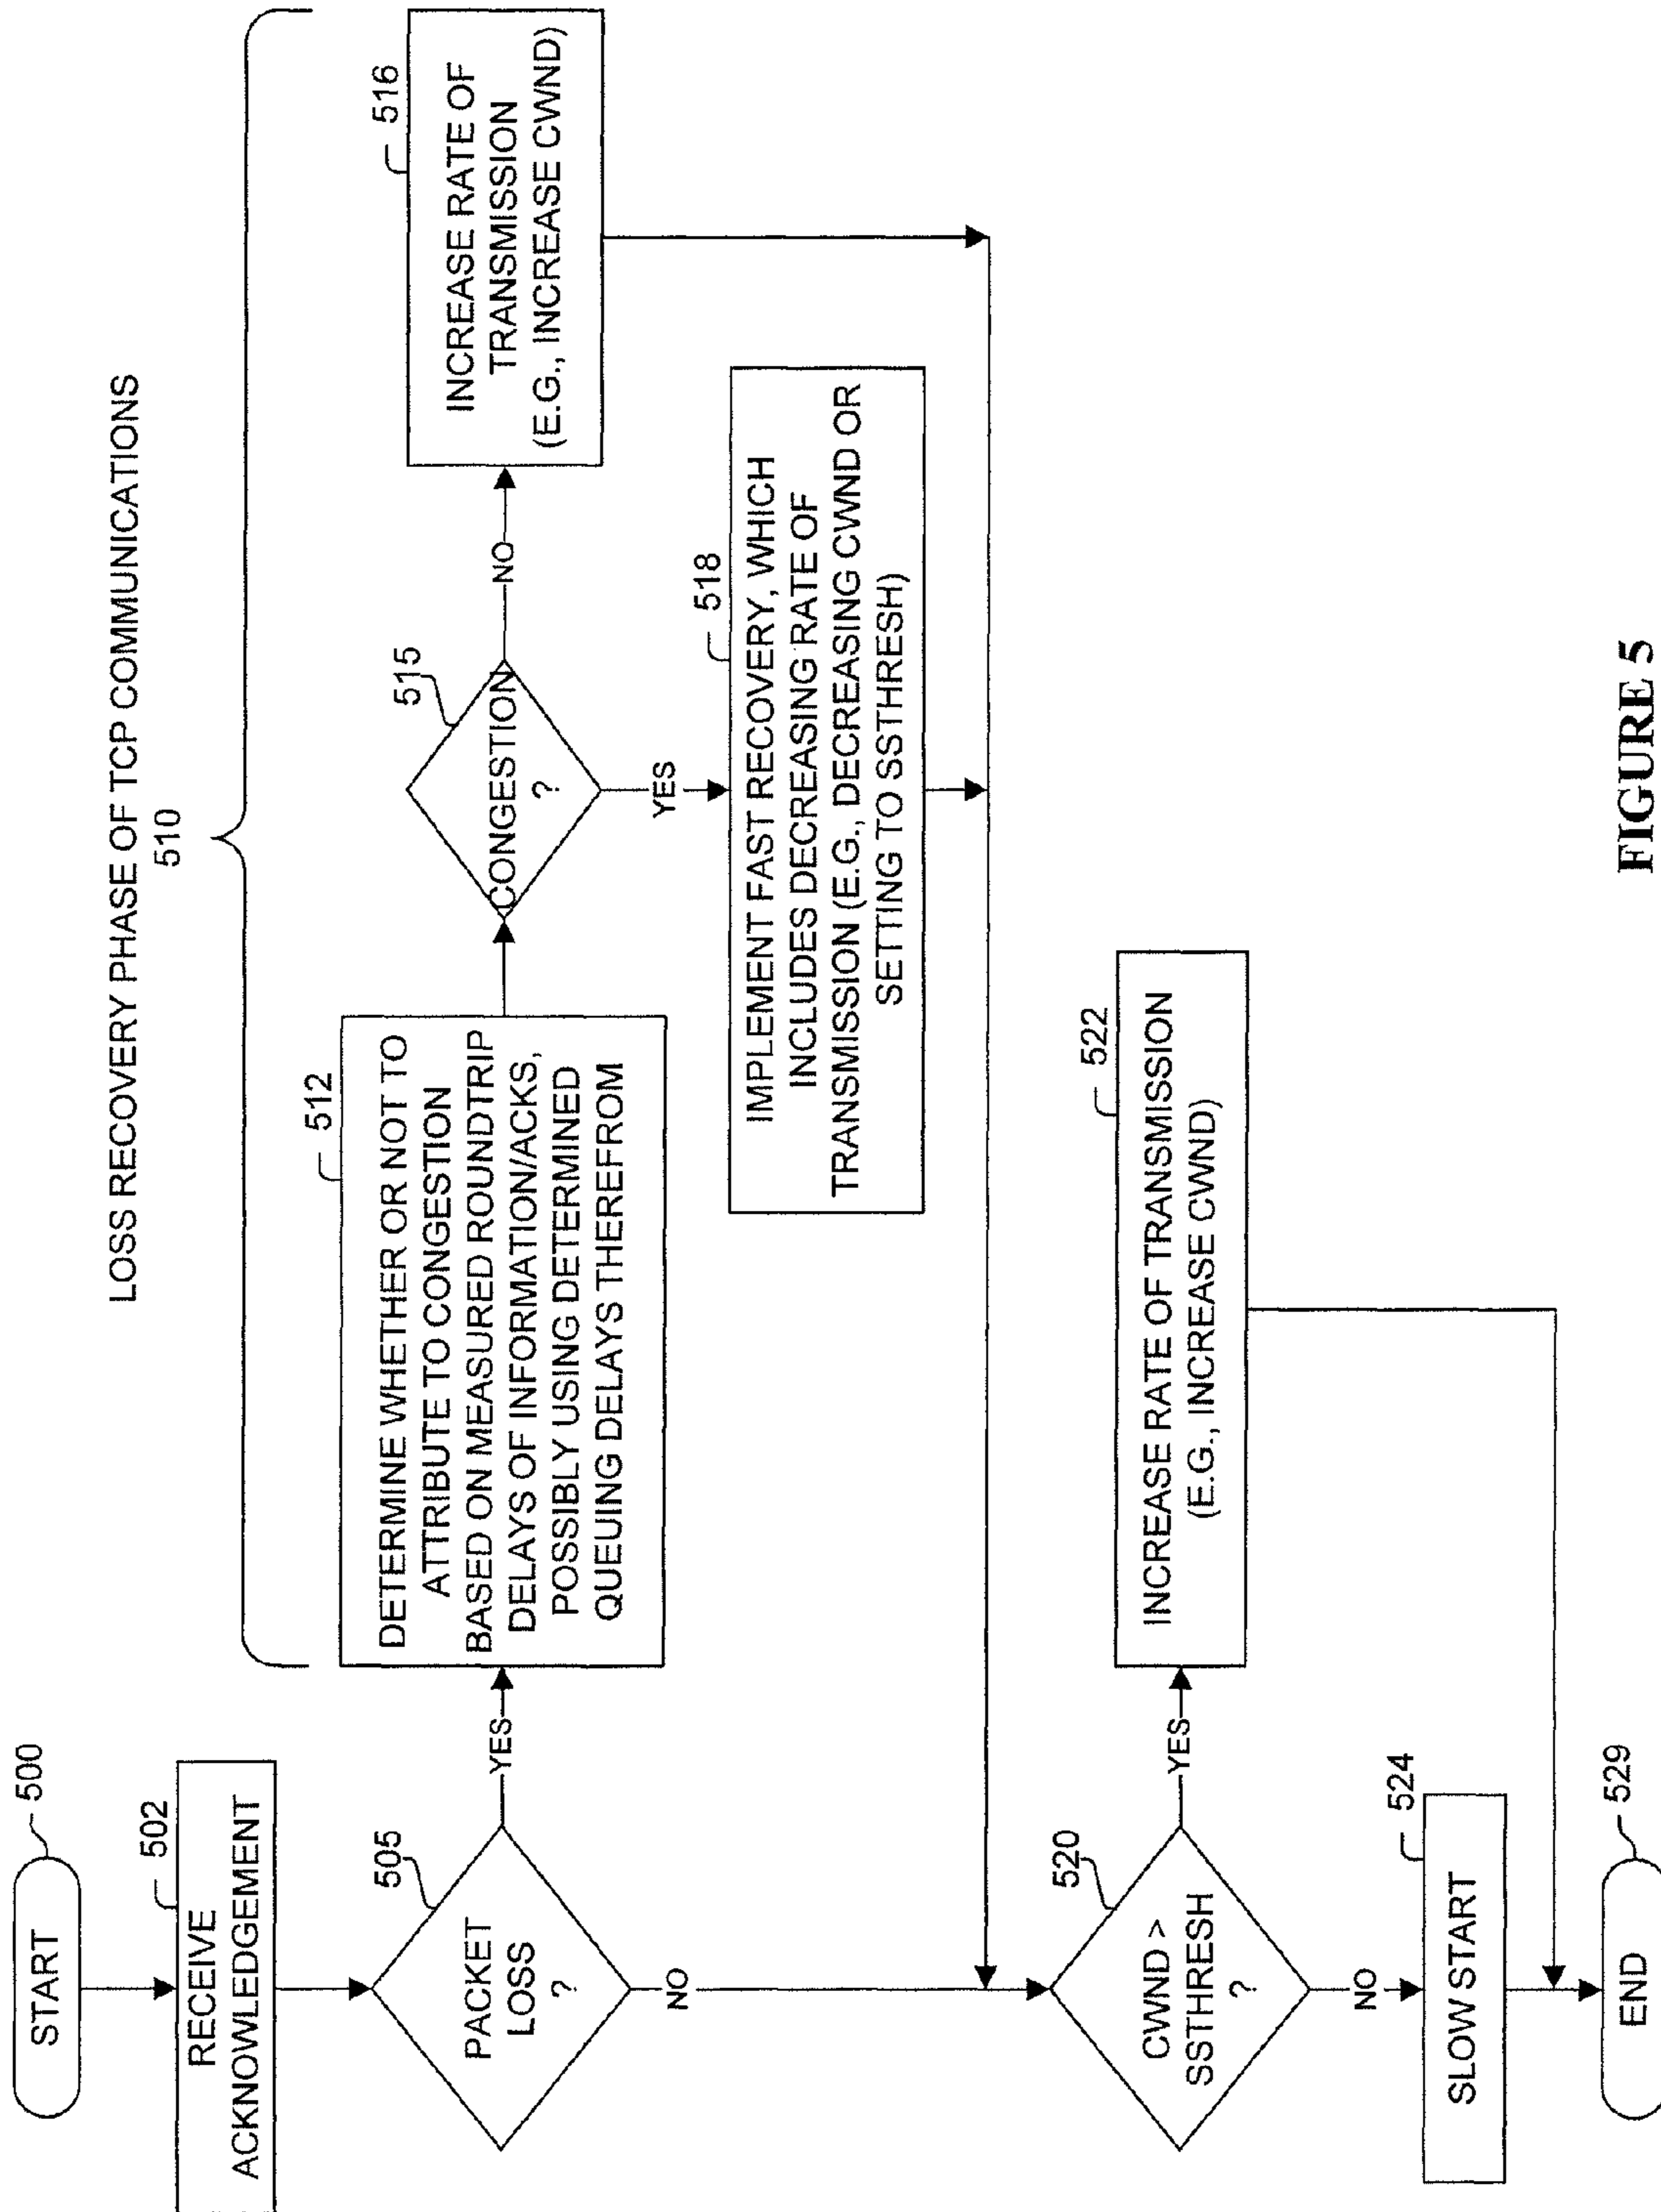 LOSS RECOVERY PHASE OF TCP COMMUNICATIONS
510
START
500
502
RECEIVE
ACKNOWLEDGEMENT
505
PACKET
LOSS
?
YES
NO
512
DETERMINE WHETHER OR NOT TO
ATTRIBUTE TO CONGESTION
BASED ON MEASURED ROUNDTRIP
DELAYS OF INFORMATION/ACKS,
POSSIBLY USING DETERMINED
QUEUING DELAYS THEREFROM
515
CONGESTION
?
NO
YES
516
INCREASE RATE OF
TRANSMISSION
(E.G., INCREASE CWND)
518
IMPLEMENT FAST RECOVERY, WHICH
INCLUDES DECREASING RATE OF
TRANSMISSION (E.G., DECREASING CWND OR
SETTING TO SSTHRESH)
520
CWND >
SSTHRESH
?
YES
NO
522
INCREASE RATE OF TRANSMISSION
(E.G., INCREASE CWND)
524
SLOW START
END
529
FIGURE 5